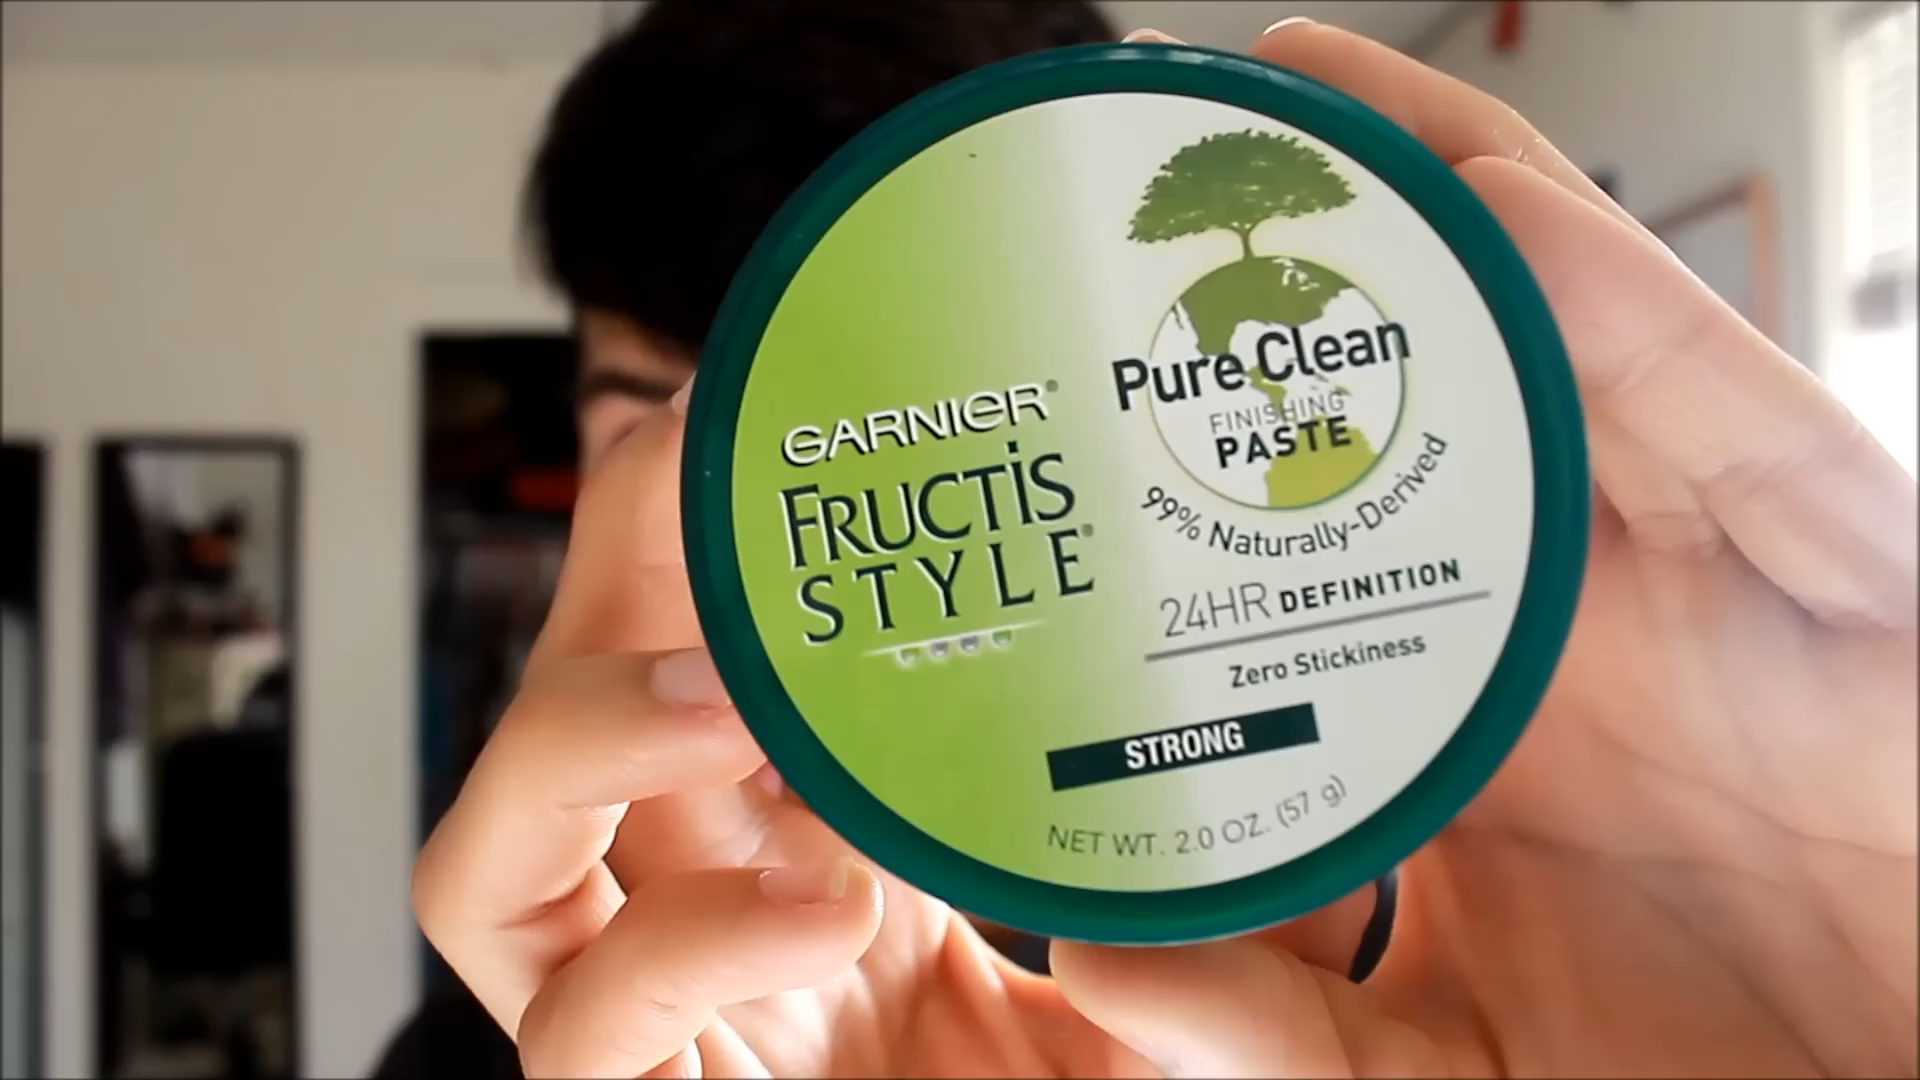 GARNIER®
FRUCTIS
STYLE®
Pure Clean
FINISHING
PASTE
99% Naturally-Derived
24HR DEFINITION
Zero Stickiness
STRONG
NET WT. 2.0 OZ. (57 g)